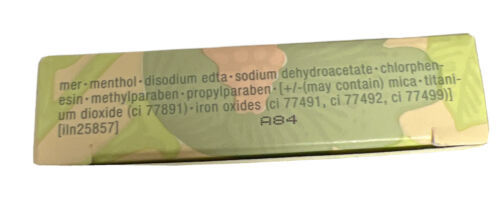 mer•menthol•disodium edta•sodium dehydroacetate•chlorphen-
esin•methylparaben•propylparaben•[+/-(may contain) mica•titani-
um dioxide (ci 77891)•iron oxides (ci 77491, ci 77492, ci 77499)]
[iln25857]
A84